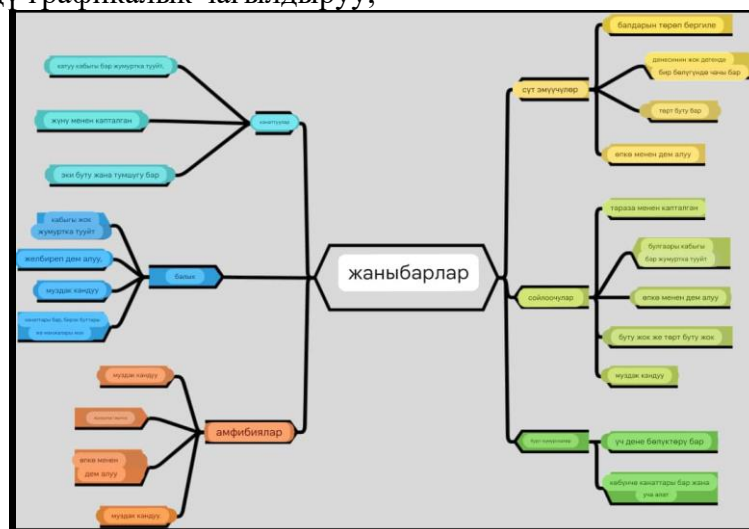 графикалык чагылдыруу,
катуу кабыгы бар жумуртка тууйт,
жүнү менен капталган
эки буту жана тумшугу бар
канаттуулар
кабыгы жок
жумуртка тууйт
желбиреп дем алуу,
муздак кандуу
балык
муздак кандуу
өпкө менен
дем алуу
муздак кандуу.
амфибиялар
жаныбарлар
сүт эмүүчүлөр
балдарын төрөп бергиле
денесинин жок дегенде
бир бөлүгүндө чачы бар
төрт буту бар
өпкө менен дем алуу
сойлоочулар
тараза менен капталган
булгаары кабыгы
бар жумуртка тууйт
өпкө менен дем алуу
буту жок же төрт буту жок
муздак кандуу
үч дене бөлүктөрү бар
көбүнчө канаттары бар жана
уча алат